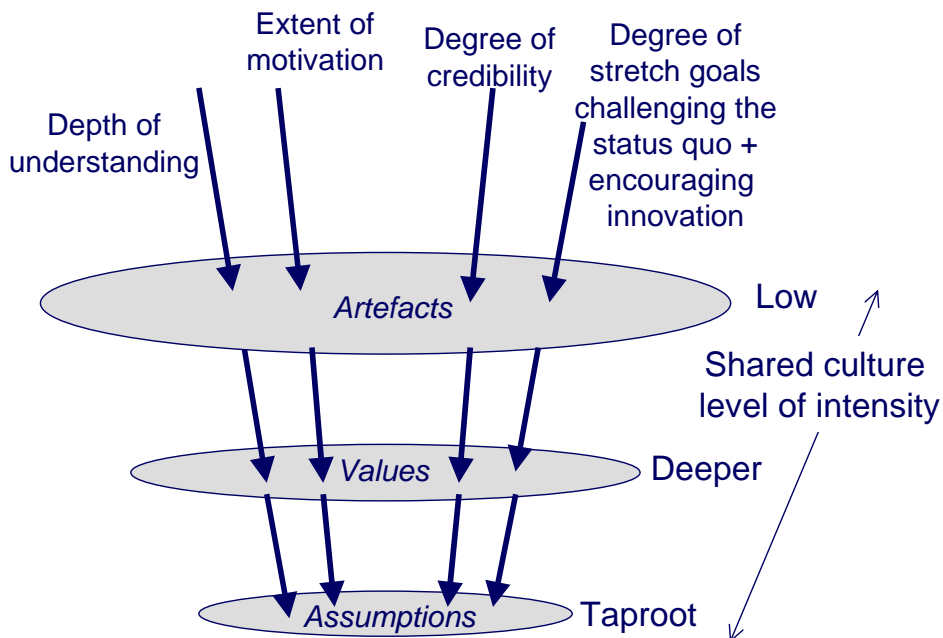 Extent of
motivation
Degree of
credibility
Degree of
stretch goals
challenging the
status quo +
encouraging
innovation
Depth of
understanding
Artefacts
Low
Shared culture
level of intensity
Values
Deeper
Assumptions
Taproot